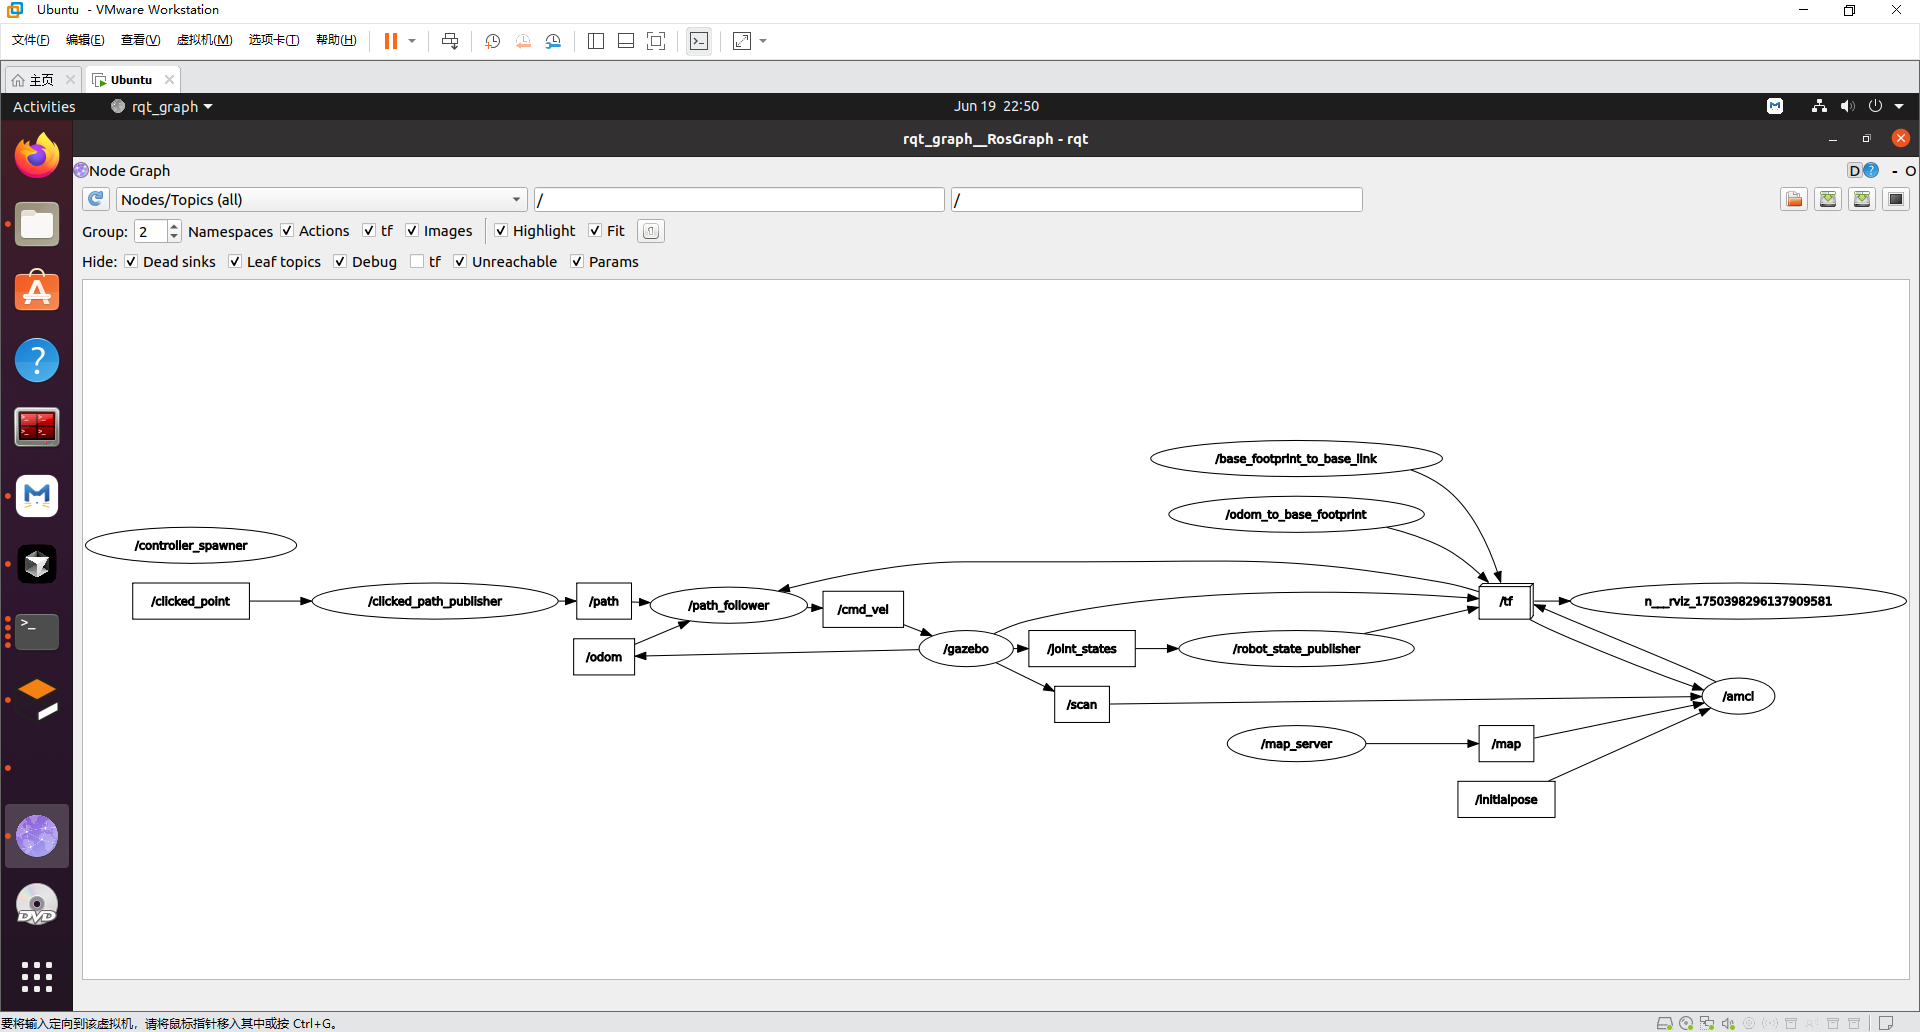 Ubuntu - VMware Workstation
文件(F) 编辑(E) 查看(V) 虚拟机(M) 选项卡(T) 帮助(H)
主页 Ubuntu
Activities rqt_graph Jun 19 22:50
rqt_graph__RosGraph - rqt
Node Graph D ? - O
Nodes/Topics (all) / /
Group: 2 Namespaces Actions tf Images Highlight Fit
Hide: Dead sinks Leaf topics Debug tf Unreachable Params
/base_footprint_to_base_link
/odom_to_base_footprint
/controller_spawner
/clicked_point /clicked_path_publisher /path /path_follower /cmd_vel /tf n___rviz_1750398296137909581
/odom /gazebo /joint_states /robot_state_publisher
/scan /amcl
/map_server /map
/initialpose
DVD
要将输入定向到该虚拟机，请将鼠标指针移入其中或按 Ctrl+G。